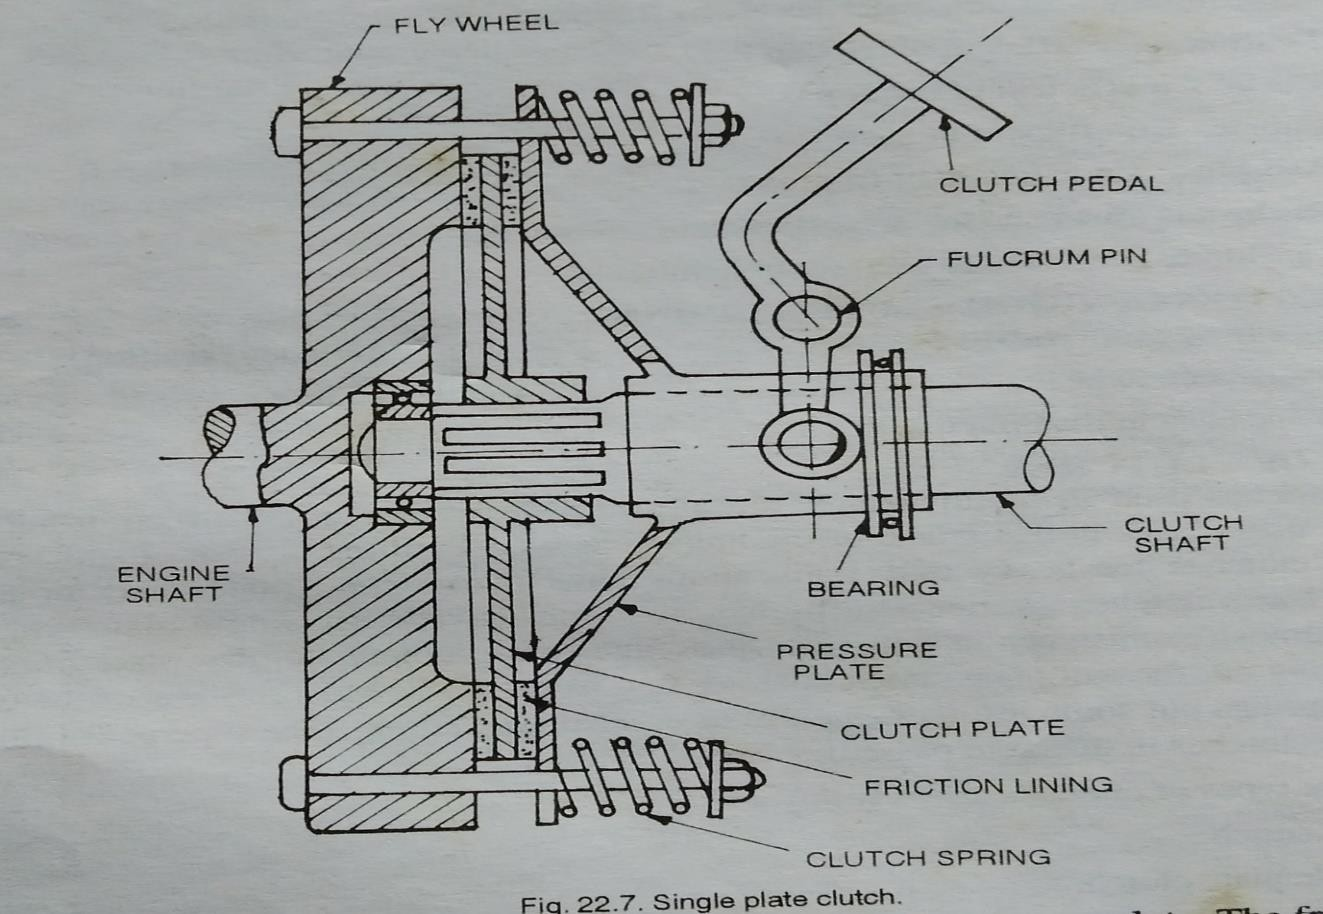 FLY WHEEL
CLUTCH PEDAL
FULCRUM PIN
CLUTCH
SHAFT
ENGINE
SHAFT
BEARING
PRESSURE
PLATE
CLUTCH PLATE
FRICTION LINING
CLUTCH SPRING
Fig. 22.7. Single plate clutch.